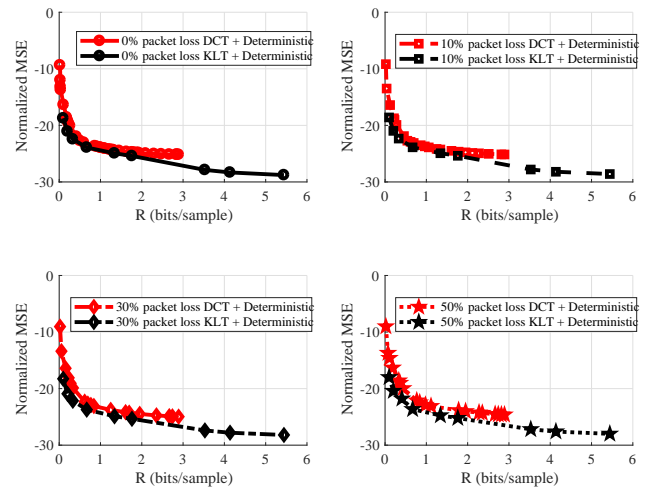 -10
-20
-30
0
1
2
3
4
5
6
R (bits/sample)
Normalized MSE
0% packet loss DCT + Deterministic
0% packet loss KLT + Deterministic
0
-10
-20
-30
0
1
2
3
4
5
6
R (bits/sample)
Normalized MSE
10% packet loss DCT + Deterministic
10% packet loss KLT + Deterministic
0
-10
-20
-30
0
1
2
3
4
5
6
R (bits/sample)
Normalized MSE
30% packet loss DCT + Deterministic
30% packet loss KLT + Deterministic
0
-10
-20
-30
0
1
2
3
4
5
6
R (bits/sample)
Normalized MSE
50% packet loss DCT + Deterministic
50% packet loss KLT + Deterministic
0